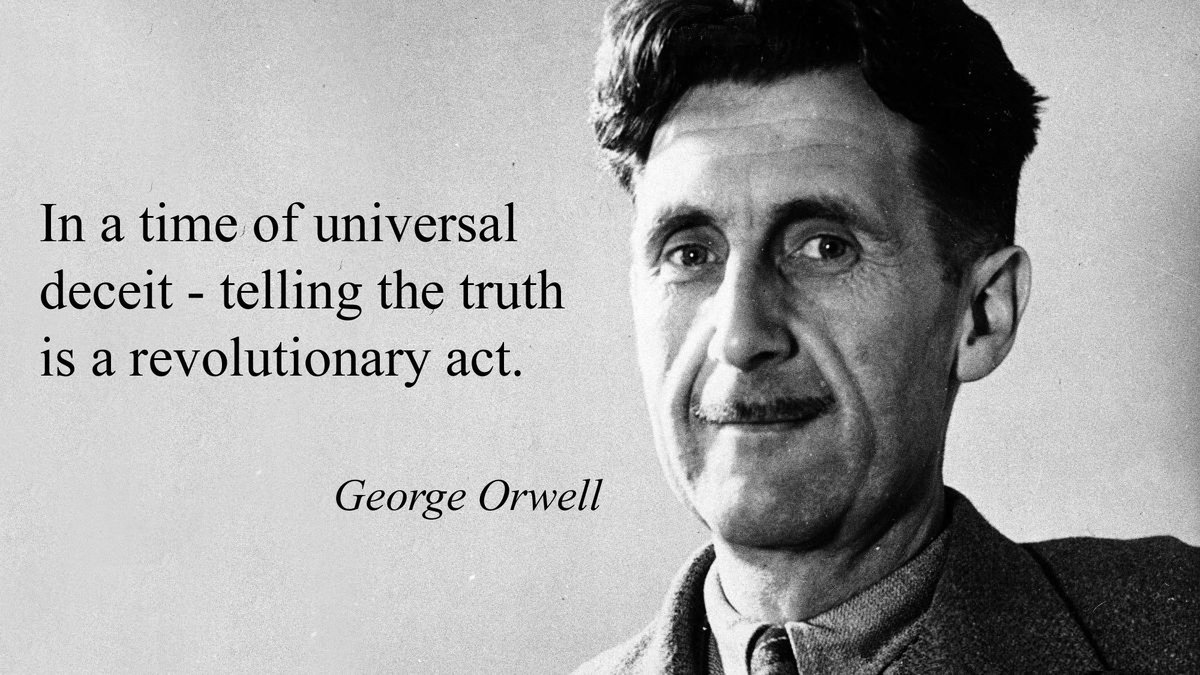 In a time of universal
deceit - telling the truth
is a revolutionary act.
George Orwell